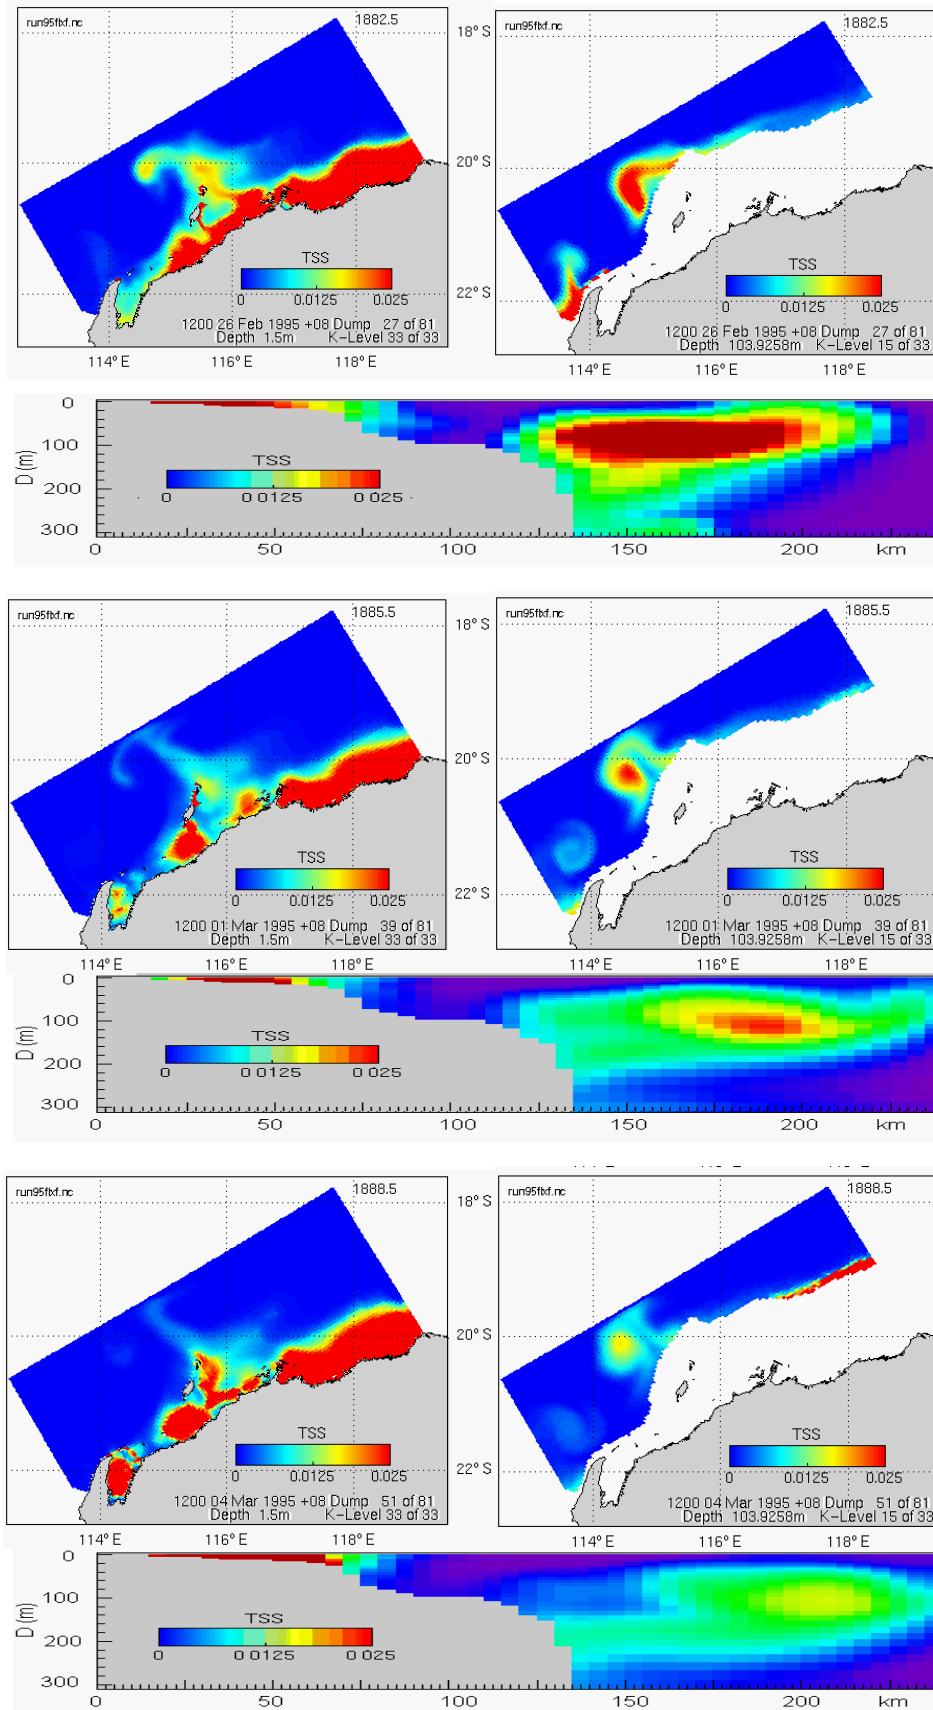 run95flxf.nc 1882.5
18° S
20° S
22° S
TSS
0 0.0125 0.025
1200 26 Feb 1995 +08 Dump 27 of 81
Depth 1.5m K-Level 33 of 33
114° E 116° E 118° E
run95flxf.nc 1882.5
18° S
20° S
22° S
TSS
0 0.0125 0.025
1200 26 Feb 1995 +08 Dump 27 of 81
Depth 103.9258m K-Level 15 of 33
114° E 116° E 118° E
D (m)
0
100
200
300
TSS
0 0 0125 0 025
0 50 100 150 200 km
run95flxf.nc 1885.5
18° S
20° S
22° S
TSS
0 0.0125 0.025
1200 01 Mar 1995 +08 Dump 39 of 81
Depth 1.5m K-Level 33 of 33
114° E 116° E 118° E
run95flxf.nc 1885.5
TSS
0 0.0125 0.025
1200 01 Mar 1995 +08 Dump 39 of 81
Depth 103.9258m K-Level 15 of 33
114° E 116° E 118° E
D (m)
0
100
200
300
TSS
0 0 0125 0 025
0 50 100 150 200 km
run95flxf.nc 1888.5
18° S
20° S
22° S
TSS
0 0.0125 0.025
1200 04 Mar 1995 +08 Dump 51 of 81
Depth 1.5m K-Level 33 of 33
114° E 116° E 118° E
run95flxf.nc 1888.5
TSS
0 0.0125 0.025
1200 04 Mar 1995 +08 Dump 51 of 81
Depth 103.9258m K-Level 15 of 33
114° E 116° E 118° E
D (m)
0
100
200
300
TSS
0 0 0125 0 025
0 50 100 150 200 km